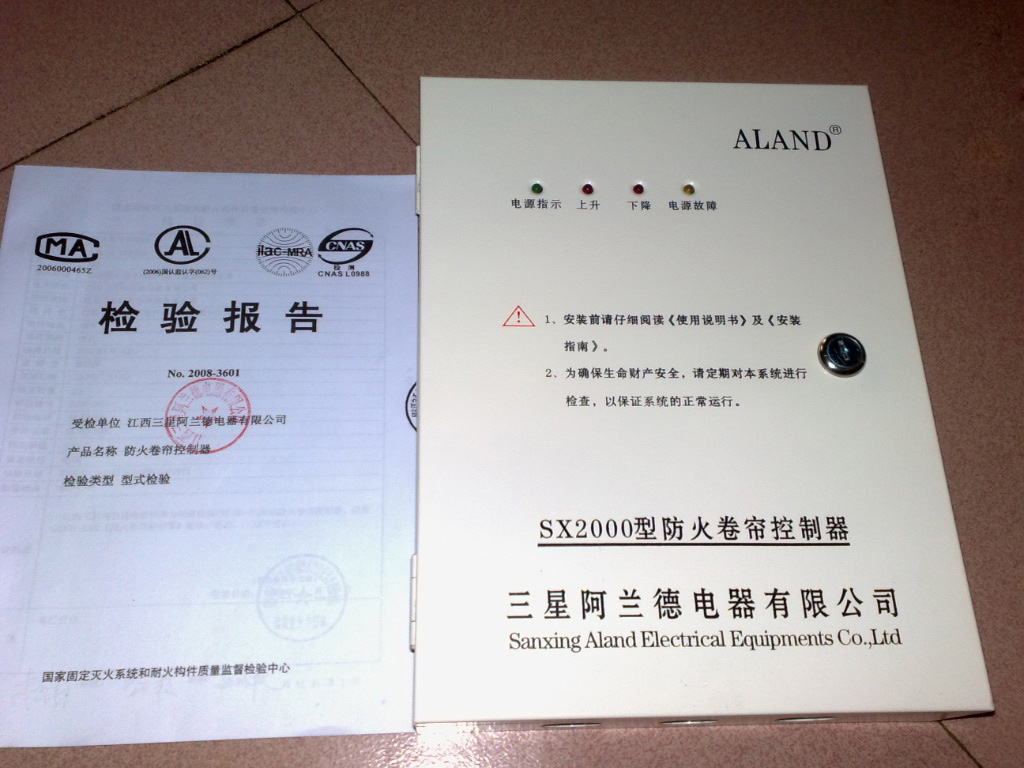 CMA
2006000465Z
CAL
(2006)国认监认字(062)号
ilac-MRA
CNAS
检 测
CNAS L0988
检验报告
No. 2008-3601
受检单位 江西三星阿兰德电器有限公司
产品名称 防火卷帘控制器
检验类型 型式检验
国家固定灭火系统和耐火构件质量监督检验中心
ALAND®
电源指示 上升 下降 电源故障
1、安装前请仔细阅读《使用说明书》及《安装
指南》。
2、为确保生命财产安全，请定期对本系统进行
检查，以保证系统的正常运行。
SX2000型防火卷帘控制器
三星阿兰德电器有限公司
Sanxing Aland Electrical Equipments Co.,Ltd